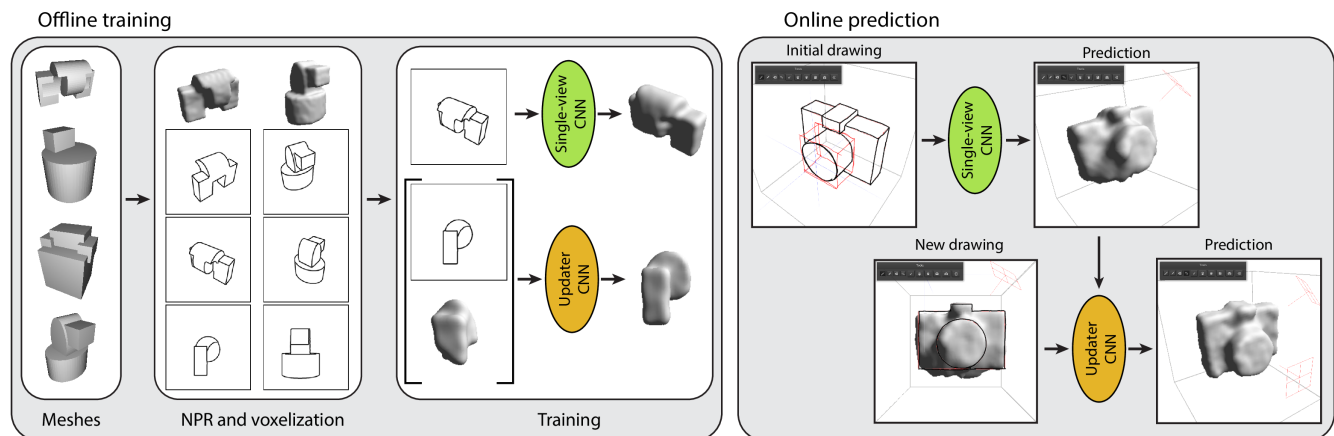 Offline training
Meshes
NPR and voxelization
Single-view
CNN
Updater
CNN
Training
Online prediction
Initial drawing
Single-view
CNN
Prediction
New drawing
Updater
CNN
Prediction